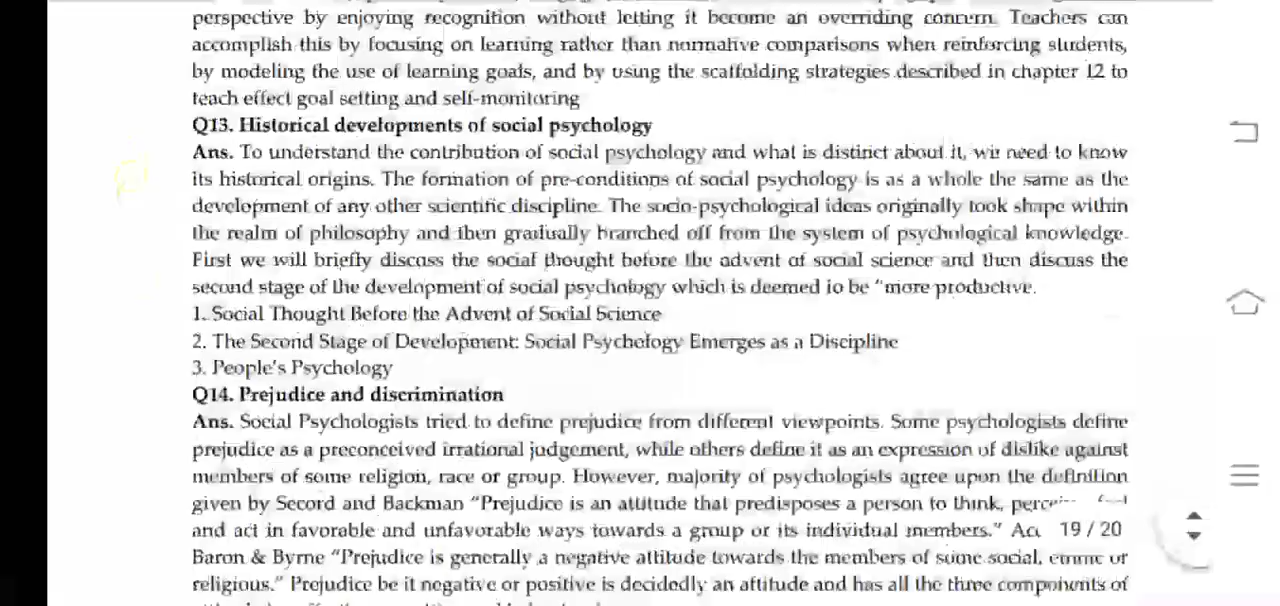 perspective by enjoying recognition without letting it become an overriding concern. Teachers can
accomplish this by focusing on learning rather than normative comparisons when reinforcing students,
by modeling the use of learning goals, and by using the scaffolding strategies described in chapter 12 to
teach effect goal setting and self-monitoring
Q13. Historical developments of social psychology
Ans. To understand the contribution of social psychology and what is distinct about it, we need to know
its historical origins. The formation of pre-conditions of social psychology is as a whole the same as the
development of any other scientific discipline. The socio-psychological ideas originally took shape within
the realm of philosophy and then gradually branched off from the system of psychological knowledge.
First we will briefly discuss the social thought before the advent of social science and then discuss the
second stage of the development of social psychology which is deemed to be "more productive.
1. Social Thought Before the Advent of Social Science
2. The Second Stage of Development: Social Psychology Emerges as a Discipline
3. People's Psychology
Q14. Prejudice and discrimination
Ans. Social Psychologists tried to define prejudice from different viewpoints. Some psychologists define
prejudice as a preconceived irrational judgement, while others define it as an expression of dislike against
members of some religion, race or group. However, majority of psychologists agree upon the definition
given by Secord and Backman "Prejudice is an attitude that predisposes a person to think,
and act in favorable and unfavorable ways towards a group or its individual members." 19 / 20
Baron & Byrne "Prejudice is generally a negative attitude towards the members of some social, ethnic or
religious." Prejudice be it negative or positive is decidedly an attitude and has all the three components of